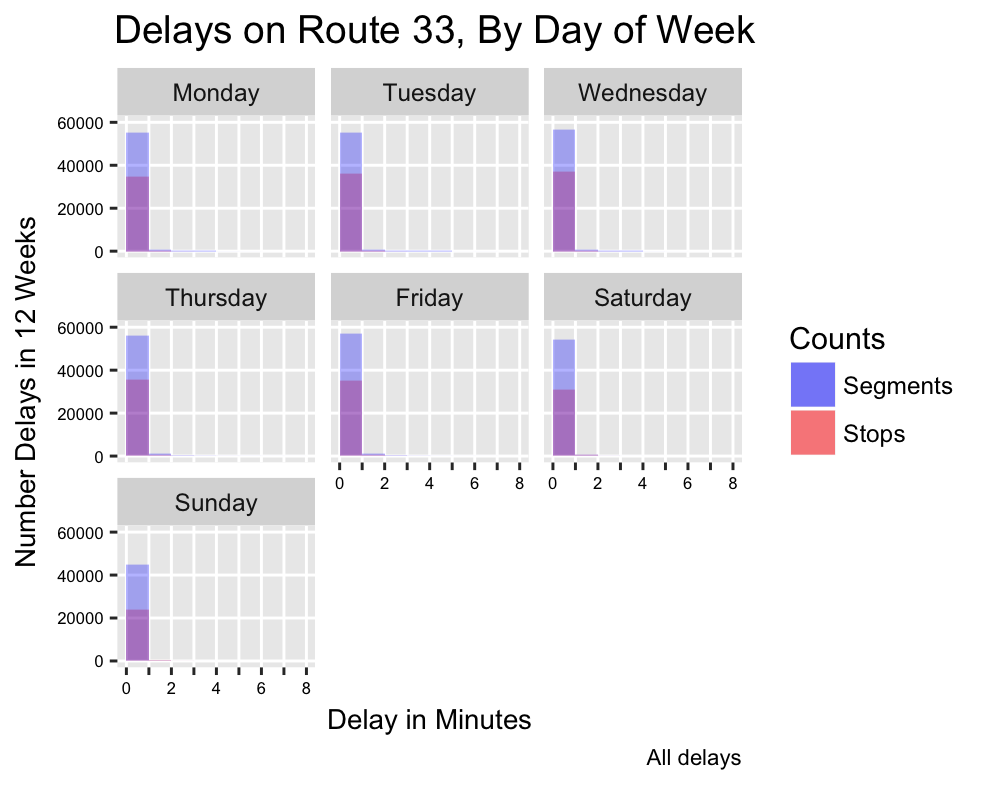 Delays on Route 33, By Day of Week
Monday
Tuesday
Wednesday
60000
40000
20000
0
Thursday
Friday
Saturday
60000
40000
20000
0
0 2 4 6 8
0 2 4 6 8
Sunday
60000
40000
20000
0
0 2 4 6 8
Number Delays in 12 Weeks
Delay in Minutes
All delays
Counts
Segments
Stops